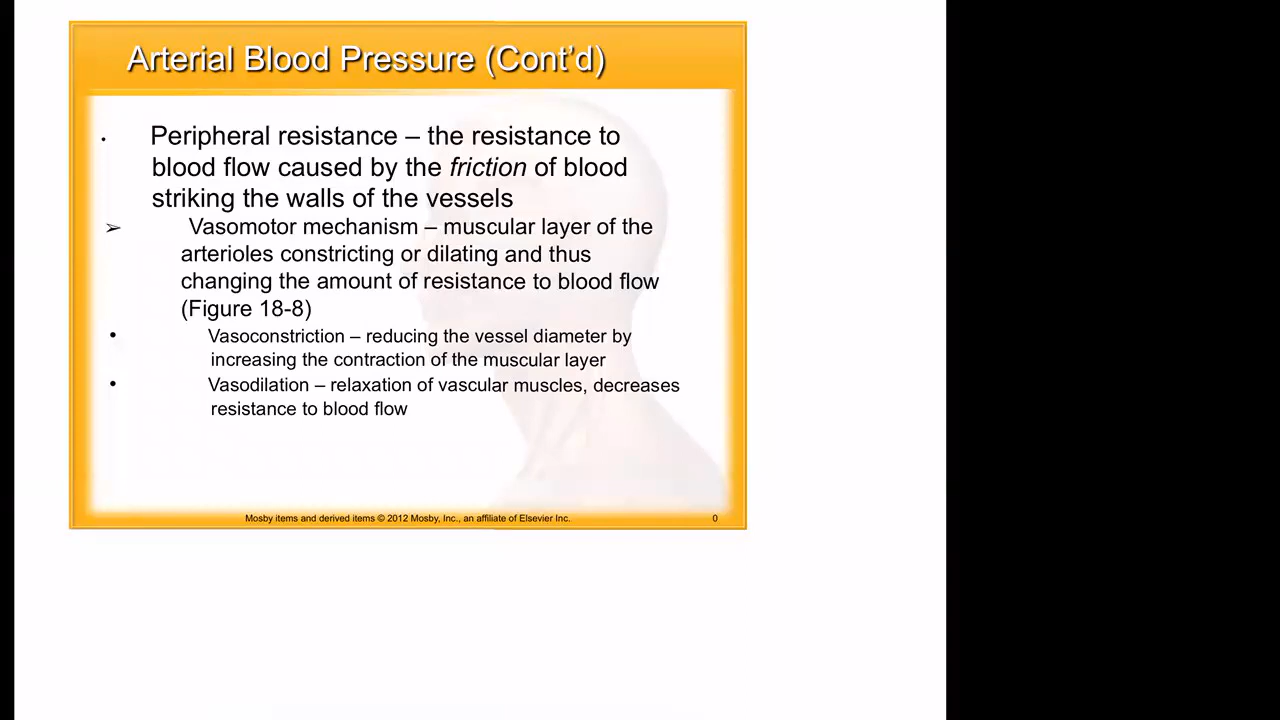 Arterial Blood Pressure (Cont’d)
• Peripheral resistance – the resistance to
blood flow caused by the friction of blood
striking the walls of the vessels
➢ Vasomotor mechanism – muscular layer of the
arterioles constricting or dilating and thus
changing the amount of resistance to blood flow
(Figure 18-8)
• Vasoconstriction – reducing the vessel diameter by
increasing the contraction of the muscular layer
• Vasodilation – relaxation of vascular muscles, decreases
resistance to blood flow
Mosby items and derived items © 2012 Mosby, Inc., an affiliate of Elsevier Inc. 0